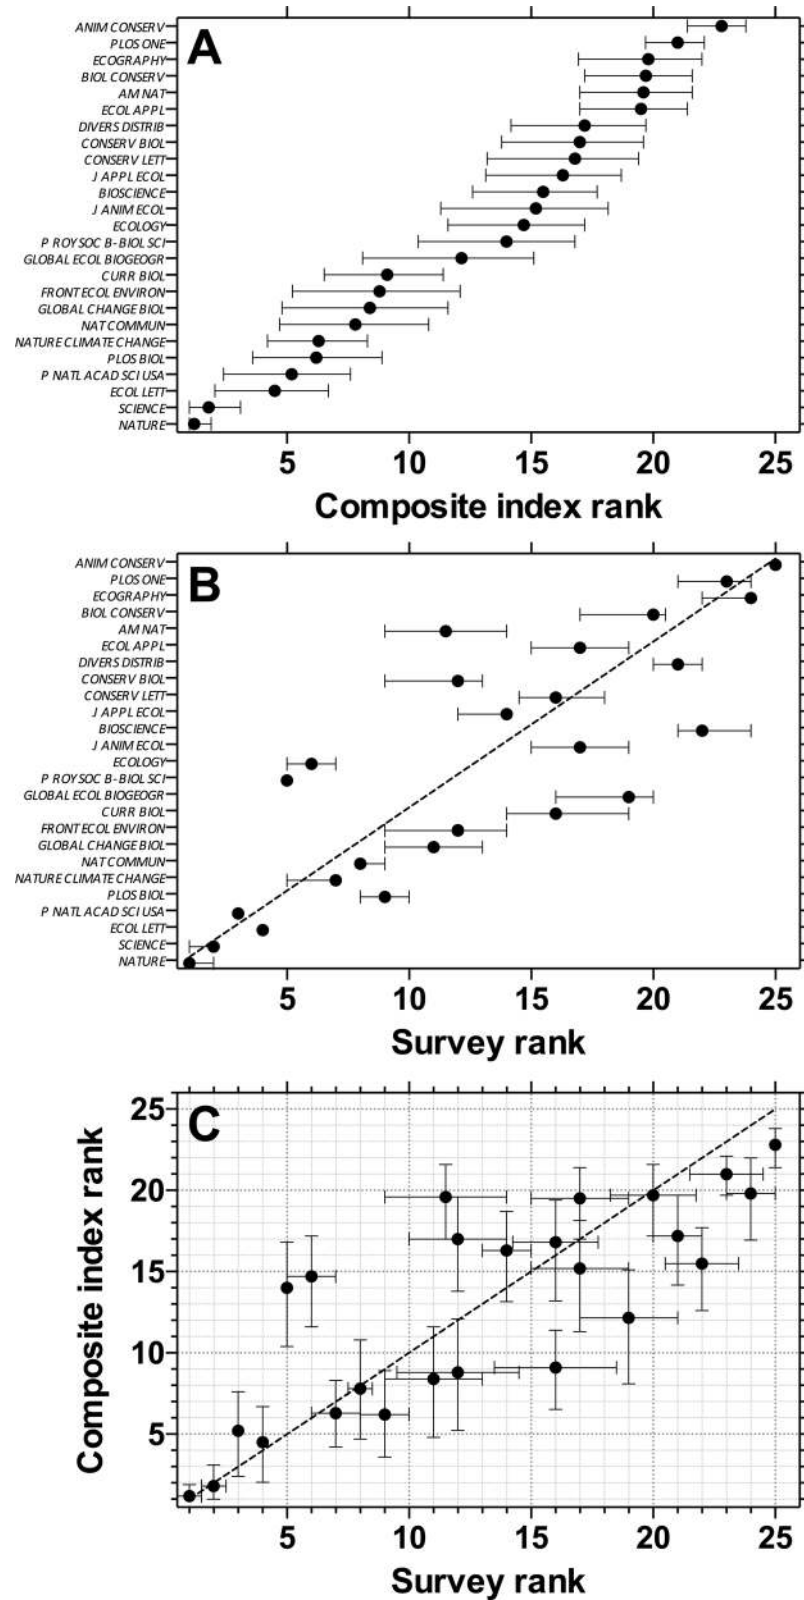 A
ANIM CONSERV
PLOS ONE
ECOGRAPHY
BIOL CONSERV
AM NAT
ECOL APPL
DIVERS DISTRIB
CONSERV BIOL
CONSERV LETT
J APPL ECOL
BIOSCIENCE
J ANIM ECOL
ECOLOGY
P ROY SOC B-BIOL SCI
GLOBAL ECOL BIOGEOGR
CURR BIOL
FRONT ECOL ENVIRON
GLOBAL CHANGE BIOL
NAT COMMUN
NATURE CLIMATE CHANGE
PLOS BIOL
P NATL ACAD SCI USA
ECOL LETT
SCIENCE
NATURE
5 10 15 20 25
Composite index rank
B
ANIM CONSERV
PLOS ONE
ECOGRAPHY
BIOL CONSERV
AM NAT
ECOL APPL
DIVERS DISTRIB
CONSERV BIOL
CONSERV LETT
J APPL ECOL
BIOSCIENCE
J ANIM ECOL
ECOLOGY
P ROY SOC B-BIOL SCI
GLOBAL ECOL BIOGEOGR
CURR BIOL
FRONT ECOL ENVIRON
GLOBAL CHANGE BIOL
NAT COMMUN
NATURE CLIMATE CHANGE
PLOS BIOL
P NATL ACAD SCI USA
ECOL LETT
SCIENCE
NATURE
5 10 15 20 25
Survey rank
C
Composite index rank
25
20
15
10
5
5 10 15 20 25
Survey rank